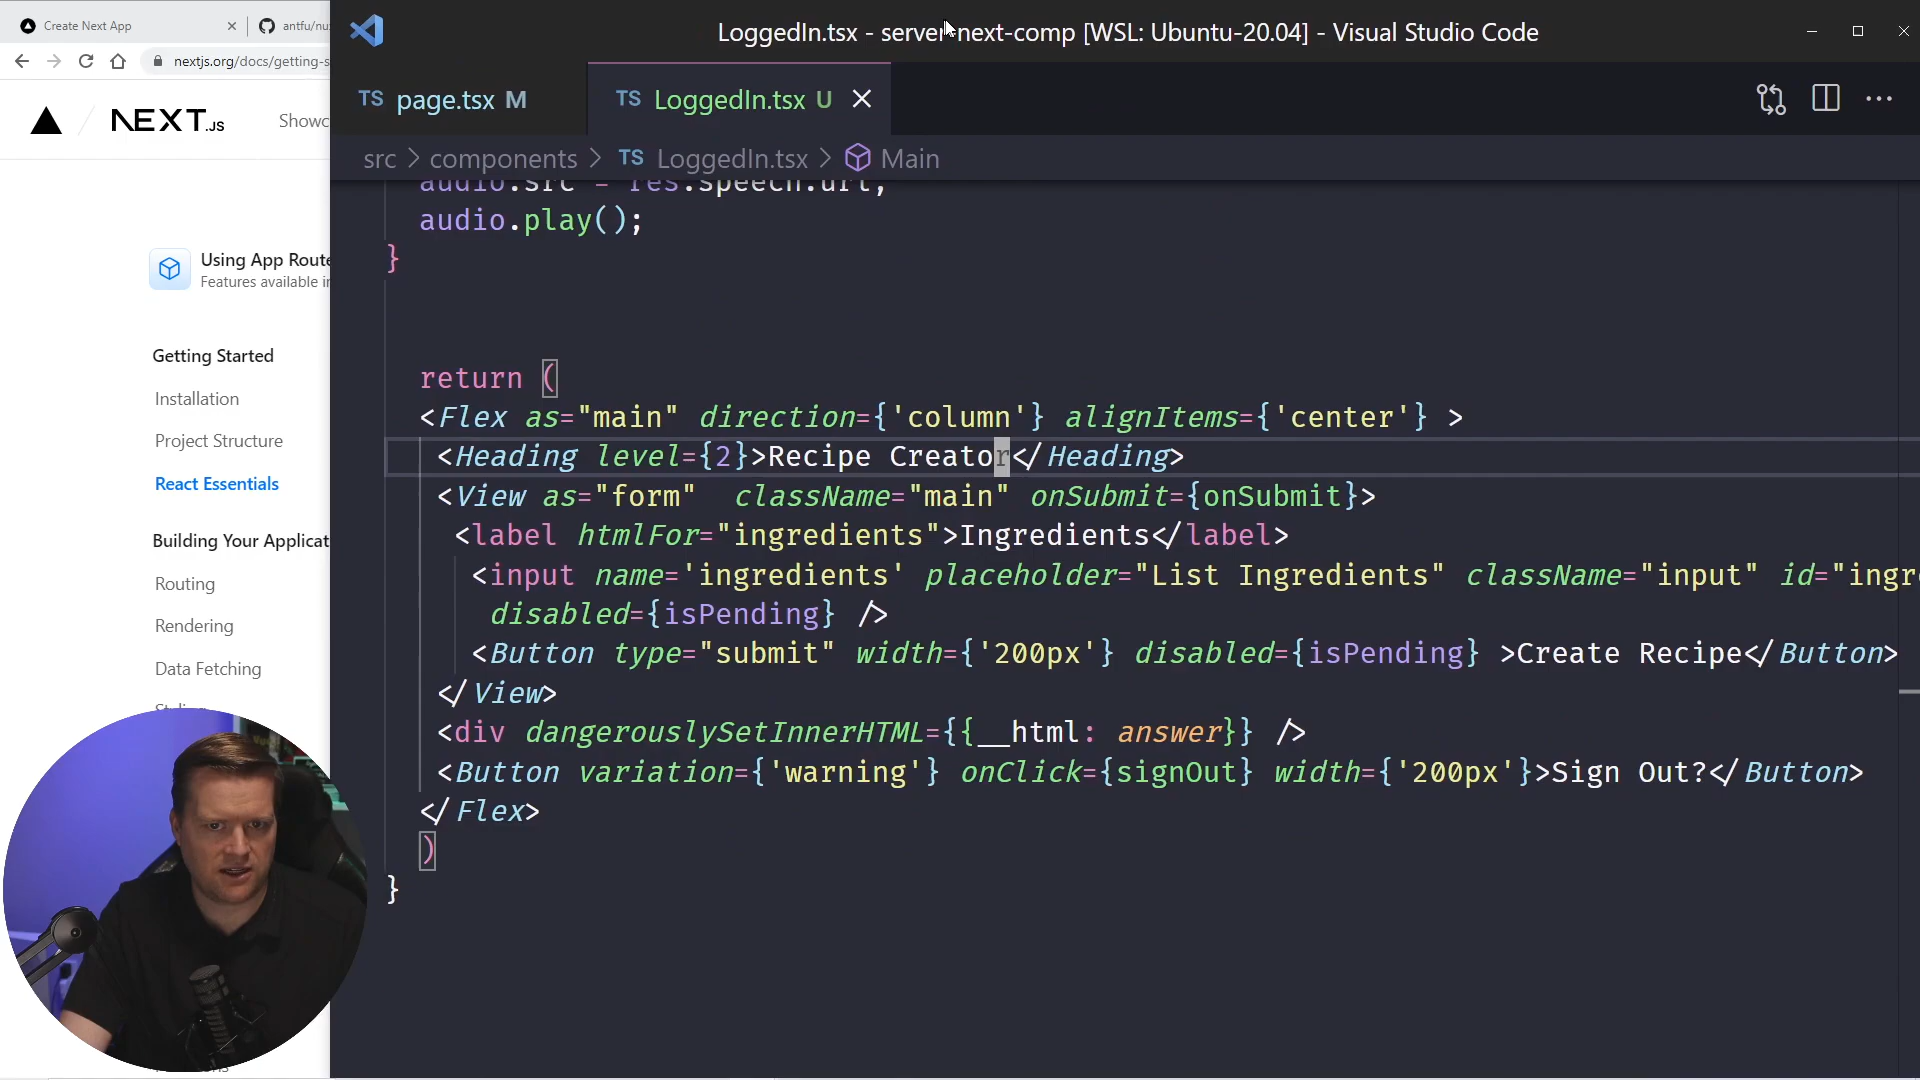 Create Next App
antfu/nu
nextjs.org/docs/getting-s
NEXT.JS
Showc
Using App Route
Features available i
Getting Started
Installation
Project Structure
React Essentials
Building Your Applicat
Routing
Rendering
Data Fetching
LoggedIn.tsx - server-next-comp [WSL: Ubuntu-20.04] - Visual Studio Code
TS page.tsx M
TS LoggedIn.tsx U
src > components > TS LoggedIn.tsx > Main
audio.src = res.speech.url;
audio.play();
}
return (
<Flex as="main" direction={'column'} alignItems={'center'} >
<Heading level={2}>Recipe Creator</Heading>
<View as="form"  className="main" onSubmit={onSubmit}>
<label htmlFor="ingredients">Ingredients</label>
<input name='ingredients' placeholder="List Ingredients" className="input" id="ingr
disabled={isPending} />
<Button type="submit" width={'200px'} disabled={isPending} >Create Recipe</Button>
</View>
<div dangerouslySetInnerHTML={{__html: answer}} />
<Button variation={'warning'} onClick={signOut} width={'200px'}>Sign Out?</Button>
</Flex>
)
}